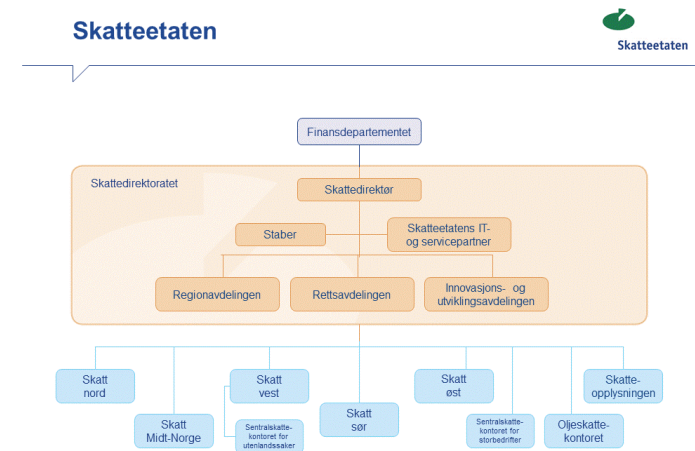 Skatteetaten
Skatteetaten
Finansdepartementet
Skattedirektoratet
Skattedirektør
Staber
Skatteetatens IT-
og servicepartner
Regionavdelingen
Rettsavdelingen
Innovasjons- og
utviklingsavdelingen
Skatt
nord
Skatt
Midt-Norge
Skatt
vest
Sentralskatte-
kontoret for
utenlandssaker
Skatt
sør
Skatt
øst
Sentralskatte-
kontoret for
storbedrifter
Oljeskatte-
kontoret
Skatte-
opplysningen